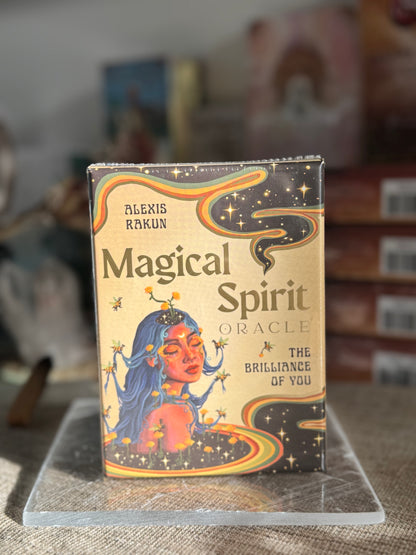 ALEXIS
RAKUN
Magical
Spirit
ORACLE
THE
BRILLIANCE
OF YOU